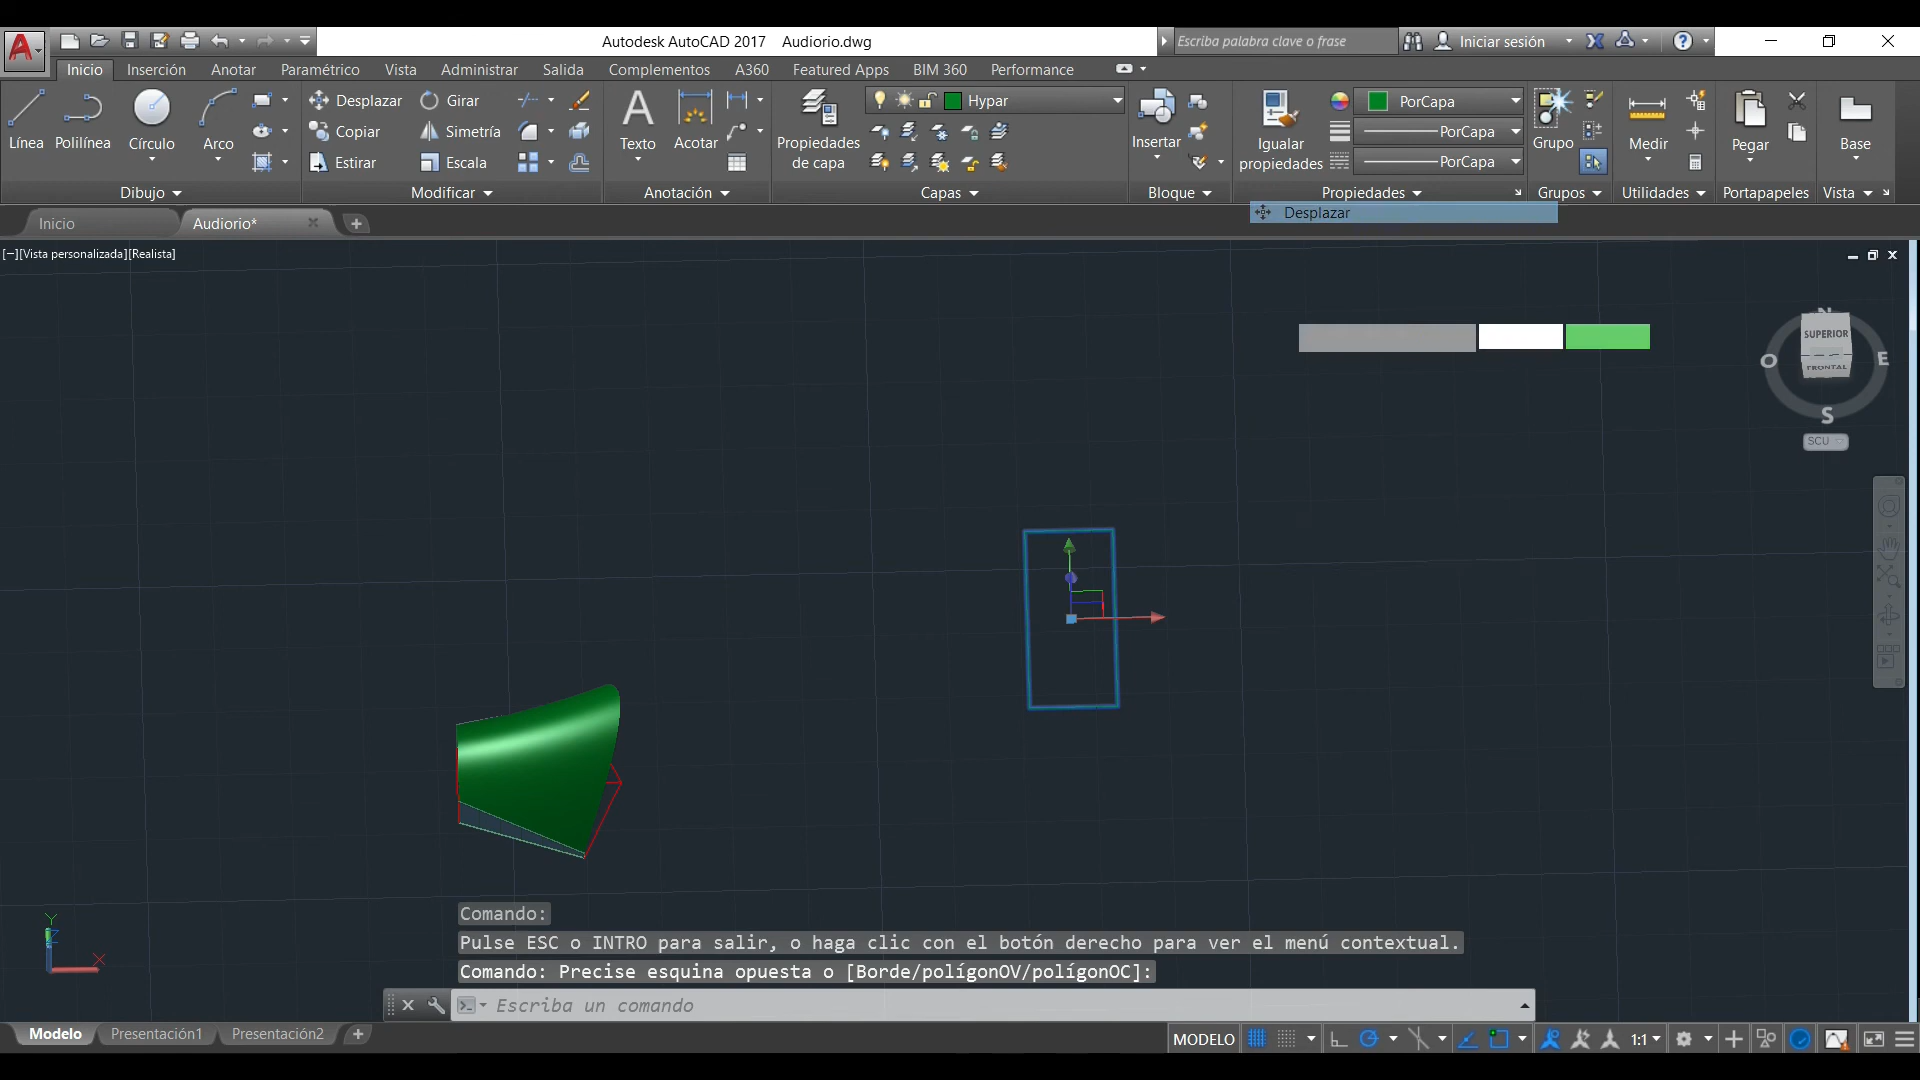 Autodesk AutoCAD 2017 Audiorio.dwg
Escriba palabra clave o frase
Iniciar sesión
Inicio Inserción Anotar Paramétrico Vista Administrar Salida Complementos A360 Featured Apps BIM 360 Performance
Línea Polilínea Círculo Arco
Desplazar Girar
Copiar Simetría
Estirar Escala
Texto Acotar
Propiedades de capa
Hypar
Insertar
Igualar propiedades
PorCapa
PorCapa
PorCapa
Grupo
Medir
Pegar
Base
Dibujo Modificar Anotación Capas Bloque Propiedades Grupos Utilidades Portapapeles Vista
Desplazar
Inicio Audiorio*
[−][Vista personalizada][Realista]
N
SUPERIOR
FRONTAL
O E
S
SCU
Y
Z
X
Comando:
Pulse ESC o INTRO para salir, o haga clic con el botón derecho para ver el menú contextual.
Comando: Precise esquina opuesta o [Borde/polígonOV/polígonOC]:
Escriba un comando
Modelo Presentación1 Presentación2
MODELO
1:1